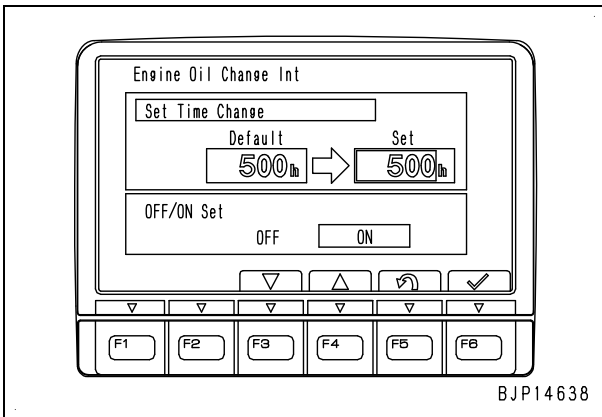 Engine Oil Change Int
Set Time Change
Default Set
500h 500h
OFF/ON Set
OFF ON
F1 F2 F3 F4 F5 F6
BJP14638